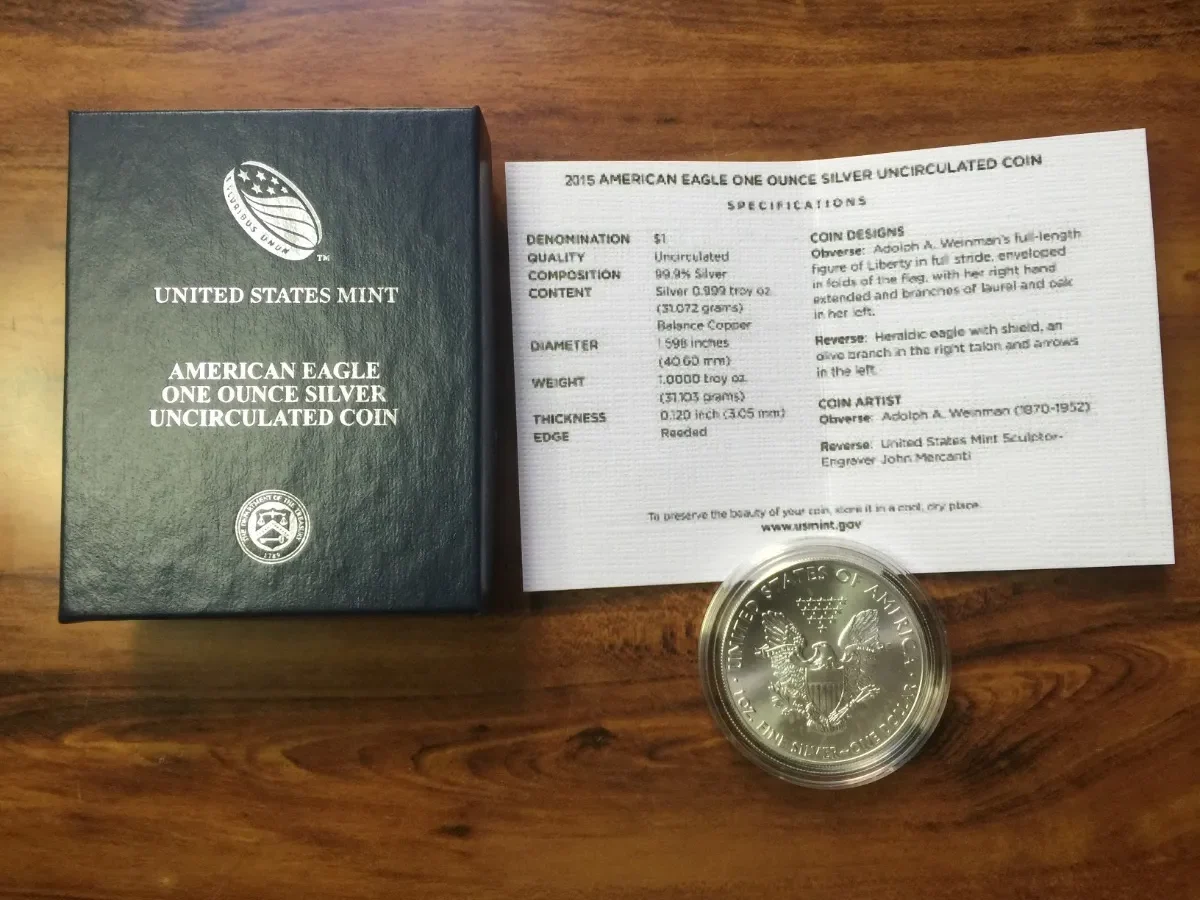 PLURIBUS UNUM
TM
UNITED STATES MINT
AMERICAN EAGLE
ONE OUNCE SILVER
UNCIRCULATED COIN
THE DEPARTMENT OF THE TREASURY
1789
2015 AMERICAN EAGLE ONE OUNCE SILVER UNCIRCULATED COIN
SPECIFICATIONS
DENOMINATION $1
QUALITY Uncirculated
COMPOSITION 99.9% Silver
CONTENT Silver 0.999 troy oz.
(31.072 grams)
Balance Copper
DIAMETER 1.598 inches
(40.60 mm)
WEIGHT 1.0000 troy oz.
(31.103 grams)
THICKNESS 0.120 inch (3.05 mm)
EDGE Reeded
COIN DESIGNS
Obverse: Adolph A. Weinman's full-length
figure of Liberty in full stride, enveloped
in folds of the flag, with her right hand
extended and branches of laurel and oak
in her left.
Reverse: Heraldic eagle with shield, an
olive branch in the right talon and arrows
in the left.
COIN ARTIST
Obverse: Adolph A. Weinman (1870-1952)
Reverse: United States Mint Sculptor-
Engraver John Mercanti
To preserve the beauty of your coin, store it in a cool, dry place.
www.usmint.gov
UNITED STATES OF AMERICA
1 OZ. FINE SILVER~ONE DOLLAR